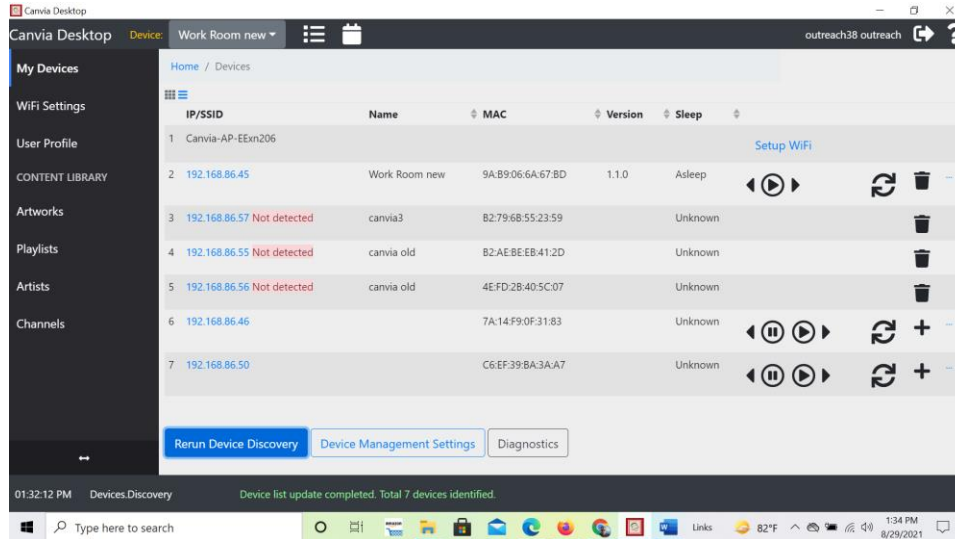 Canvia Desktop
Canvia Desktop Device: Work Room new outreach38 outreach ?
My Devices
WiFi Settings
User Profile
CONTENT LIBRARY
Artworks
Playlists
Artists
Channels
Home / Devices
IP/SSID Name MAC Version Sleep
1 Canvia-AP-EExn206 Setup WiFi
2 192.168.86.45 Work Room new 9A:B9:06:6A:67:BD 1.1.0 Asleep ...
3 192.168.86.57 Not detected canvia3 B2:79:6B:55:23:59 Unknown
4 192.168.86.55 Not detected canvia old B2:AE:BE:EB:41:2D Unknown
5 192.168.86.56 Not detected canvia old 4E:FD:2B:40:5C:07 Unknown
6 192.168.86.46 7A:14:F9:0F:31:83 Unknown ...
7 192.168.86.50 C6:EF:39:BA:3A:A7 Unknown ...
Rerun Device Discovery Device Management Settings Diagnostics
01:32:12 PM Devices.Discovery Device list update completed. Total 7 devices identified.
Type here to search Links 82°F 1:34 PM
8/29/2021